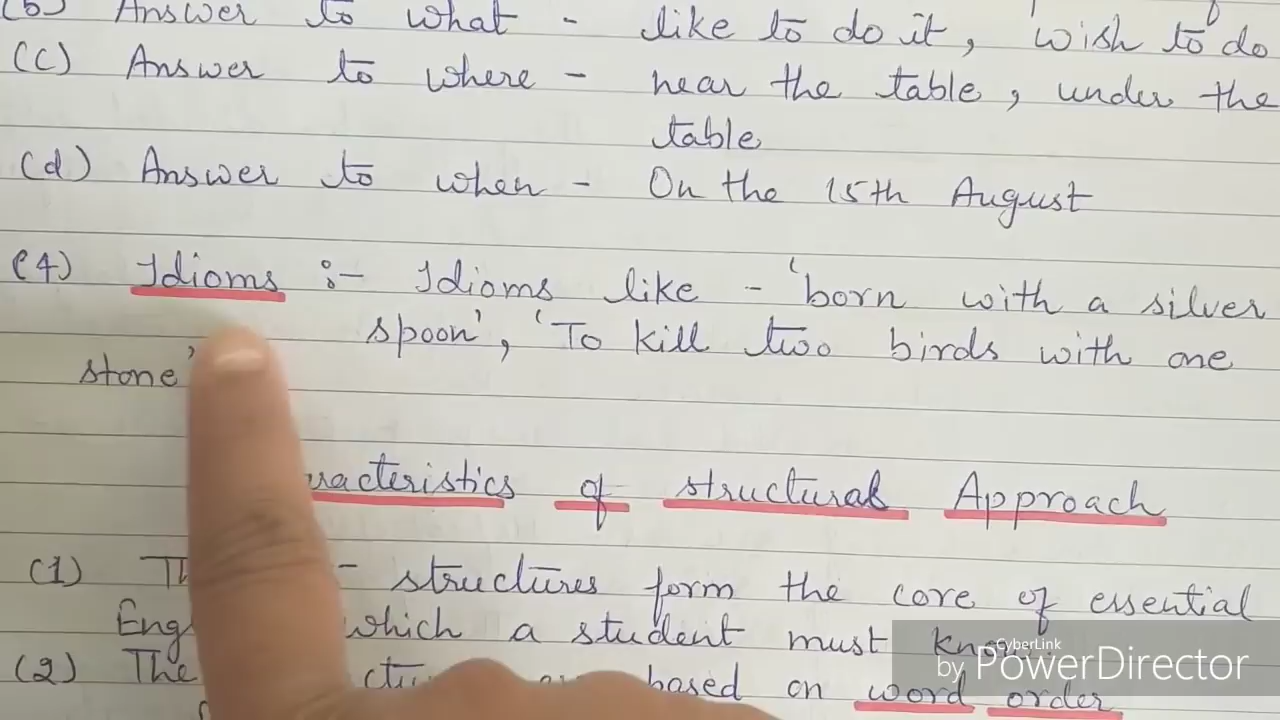 (b) Answer to what - like to do it, 'wish to do
(c) Answer to where - near the table, under the
table
(d) Answer to when - On the 15th August
(4) Idioms :- Idioms like - 'born with a silver
spoon', 'To kill two birds with one
stone'
of structural Approach
(1) - structures form the core of essential
which a student must
(2) The based on word order
CyberLink
by PowerDirector